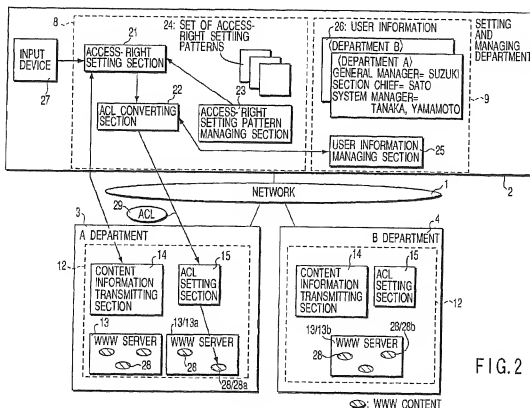 8
21
24: SET OF
ACCESS-
RIGHT SETTING
PATTERNS
26: USER INFORMATION
SETTING
AND
MANAGING
DEPARTMENT
INPUT
DEVICE
27
ACCESS-RIGHT
SETTING SECTION
22
ACL CONVERTING
SECTION
23
ACCESS-RIGHT
SETTING PATTERN
MANAGING SECTION
⟨DEPARTMENT B⟩
⟨DEPARTMENT A⟩
GENERAL MANAGER= SUZUKI
SECTION CHIEF= SATO
SYSTEM MANAGER=
TANAKA, YAMAMOTO
9
USER INFORMATION
MANAGING SECTION
25
2
NETWORK
1
29
ACL
3
A DEPARTMENT
12
14
CONTENT
INFORMATION
TRANSMITTING
SECTION
15
ACL
SETTING
SECTION
13
WWW SERVER
28
13/13a
WWW SERVER
28
28/28a
4
B DEPARTMENT
14
CONTENT
INFORMATION
TRANSMITTING
SECTION
15
ACL
SETTING
SECTION
12
13/13b
WWW SERVER
28
28/28b
FIG. 2
: WWW CONTENT